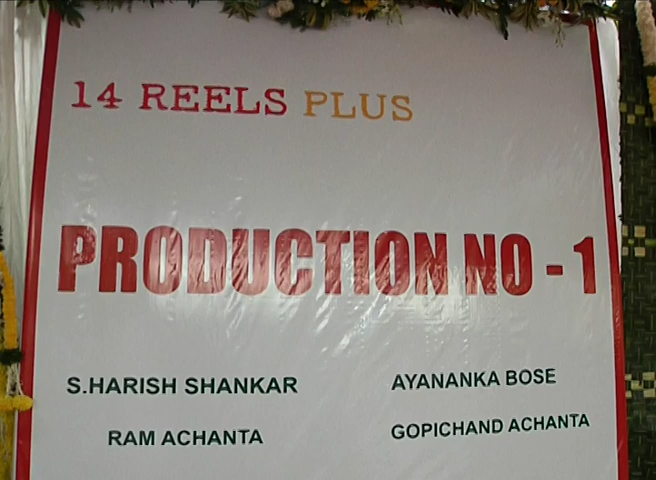 14 REELS PLUS
PRODUCTION NO - 1
S.HARISH SHANKAR
AYANANKA BOSE
RAM ACHANTA
GOPICHAND ACHANTA